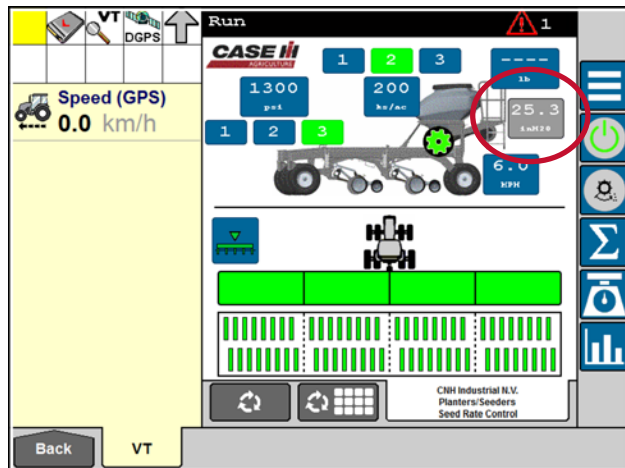 VT
DGPS
Run
1
Speed (GPS)
0.0 km/h
CASE IH
AGRICULTURE
1 2 3
1300
psi
200
ks/ac
----
lb
25.3
inH2O
1 2 3
6.0
MPH
CNH Industrial N.V.
Planters/Seeders
Seed Rate Control
Back
VT